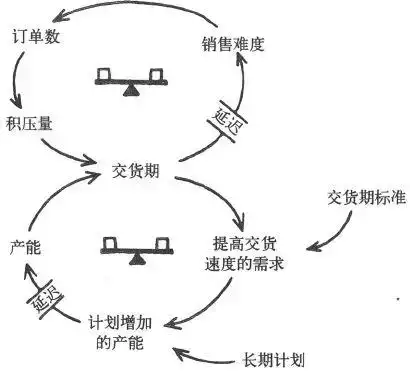 订单数
销售难度
积压量
延迟
交货期
交货期标准
产能
提高交货
速度的需求
延迟
计划增加
的产能
长期计划